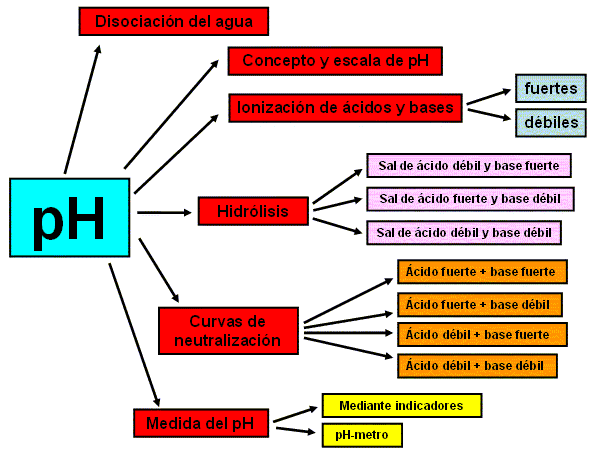 Disociación del agua
Concepto y escala de pH
Ionización de ácidos y bases
fuertes
débiles
pH
Hidrólisis
Sal de ácido débil y base fuerte
Sal de ácido fuerte y base débil
Sal de ácido débil y base débil
Curvas de
neutralización
Ácido fuerte + base fuerte
Ácido fuerte + base débil
Ácido débil + base fuerte
Ácido débil + base débil
Medida del pH
Mediante indicadores
pH-metro